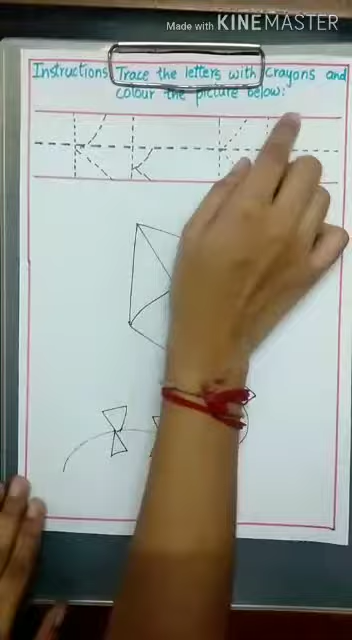 Made With KINEMASTER
Instructions: Trace the letters with crayons and
colour the picture below:
K k K